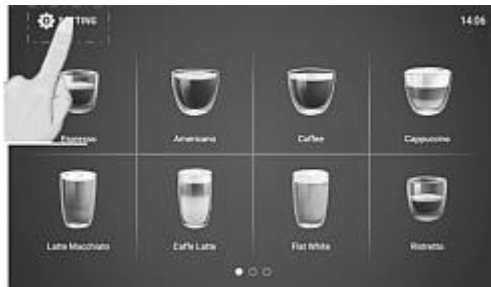 SETTING
14:06
Espresso
Americano
Coffee
Cappuccino
Latte Macchiato
Caffe Latte
Flat White
Ristretto